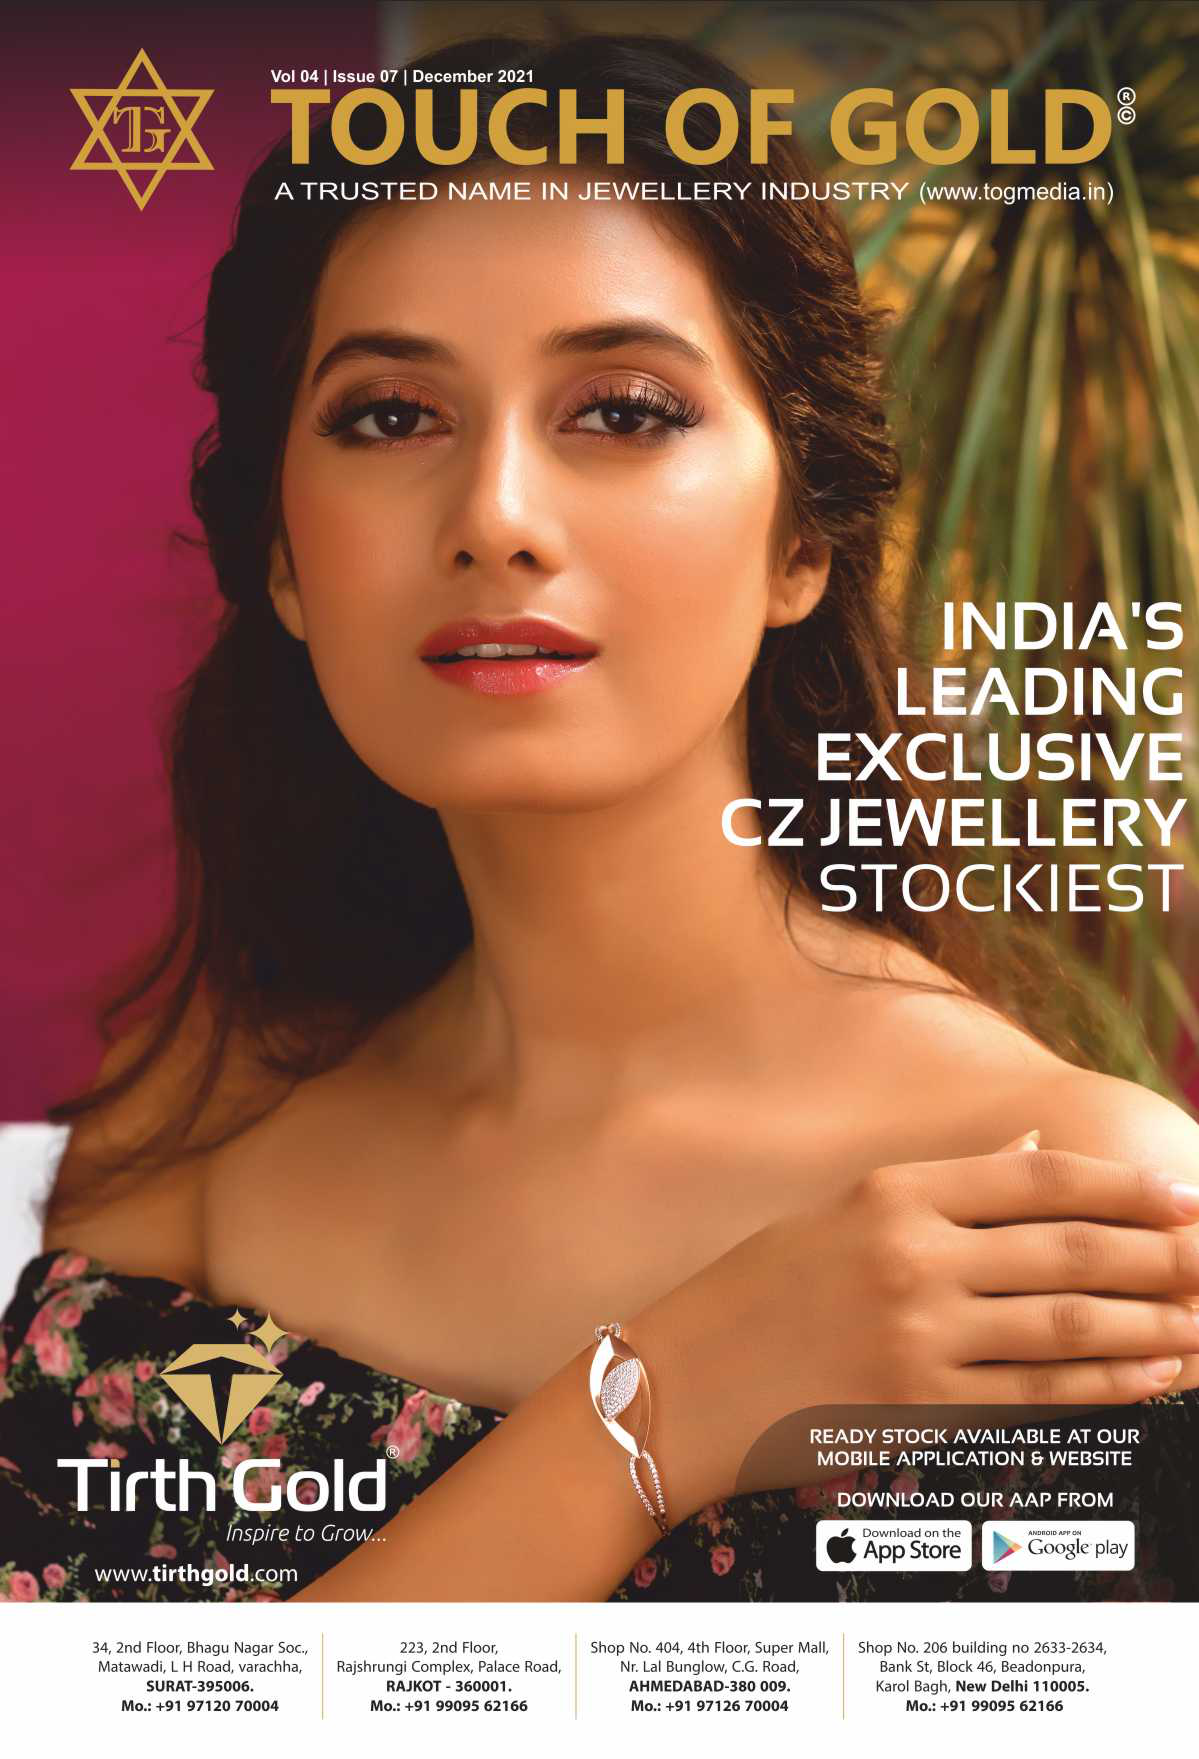 Vol 04 | Issue 07 | December 2021
TG
TOUCH OF GOLD®©
A TRUSTED NAME IN JEWELLERY INDUSTRY (www.togmedia.in)
INDIA'S
LEADING
EXCLUSIVE
CZ JEWELLERY
STOCKIEST
Tirth Gold®
Inspire to Grow...
www.tirthgold.com
READY STOCK AVAILABLE AT OUR
MOBILE APPLICATION & WEBSITE
DOWNLOAD OUR AAP FROM
Download on the
App Store
ANDROID APP ON
Google play
34, 2nd Floor, Bhagu Nagar Soc.,
Matawadi, L H Road, varachha,
SURAT-395006.
Mo.: +91 97120 70004
223, 2nd Floor,
Rajshrungi Complex, Palace Road,
RAJKOT - 360001.
Mo.: +91 99095 62166
Shop No. 404, 4th Floor, Super Mall,
Nr. Lal Bunglow, C.G. Road,
AHMEDABAD-380 009.
Mo.: +91 97126 70004
Shop No. 206 building no 2633-2634,
Bank St, Block 46, Beadonpura,
Karol Bagh, New Delhi 110005.
Mo.: +91 99095 62166